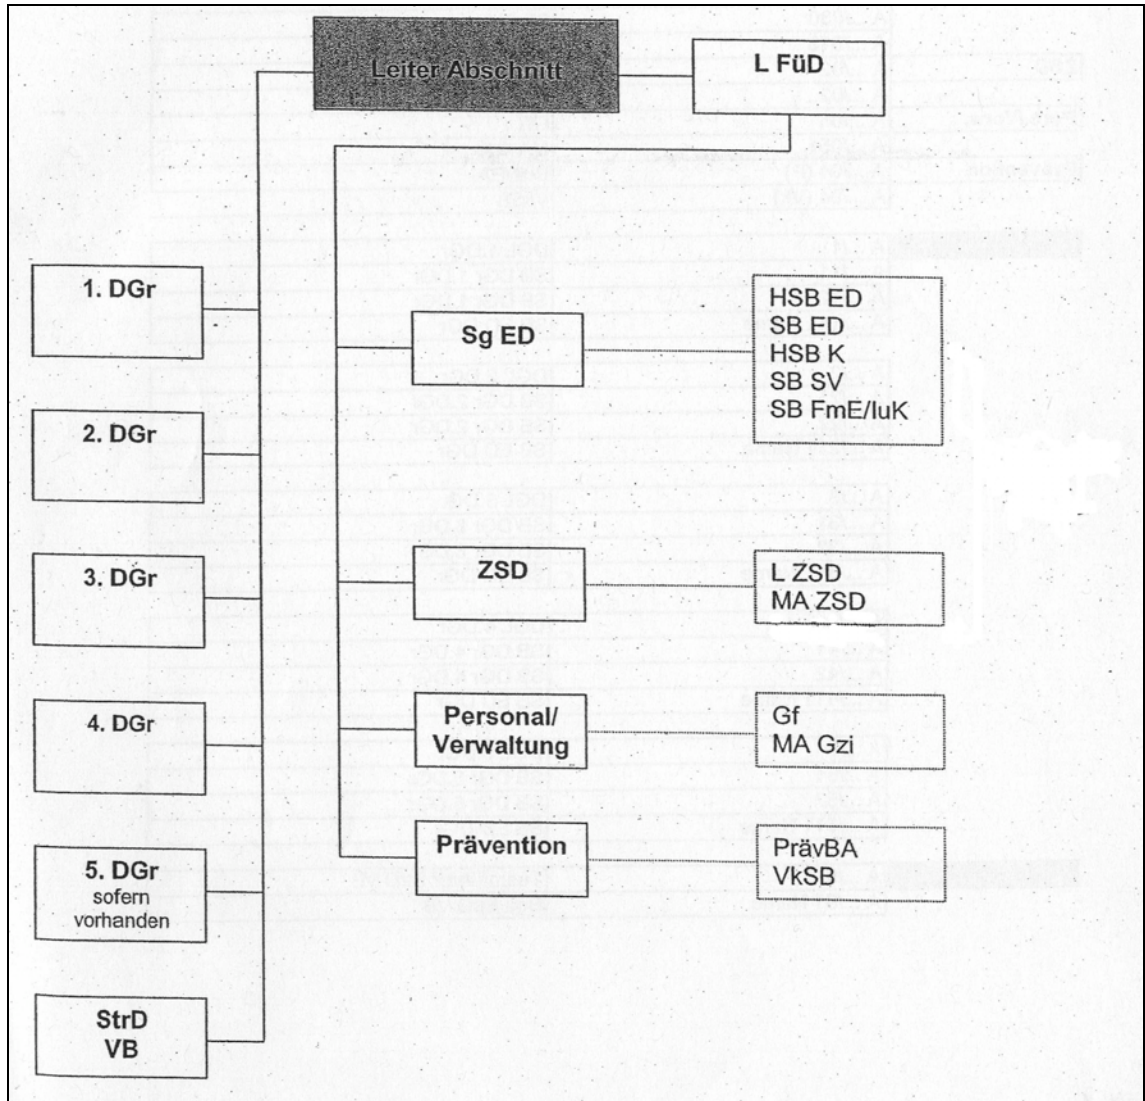 Leiter Abschnitt
L FüD
1. DGr
2. DGr
3. DGr
4. DGr
5. DGr
sofern
vorhanden
StrD
VB
Sg ED
HSB ED
SB ED
HSB K
SB SV
SB FmE/IuK
ZSD
L ZSD
MA ZSD
Personal/
Verwaltung
Gf
MA Gzi
Prävention
PrävBA
VkSB